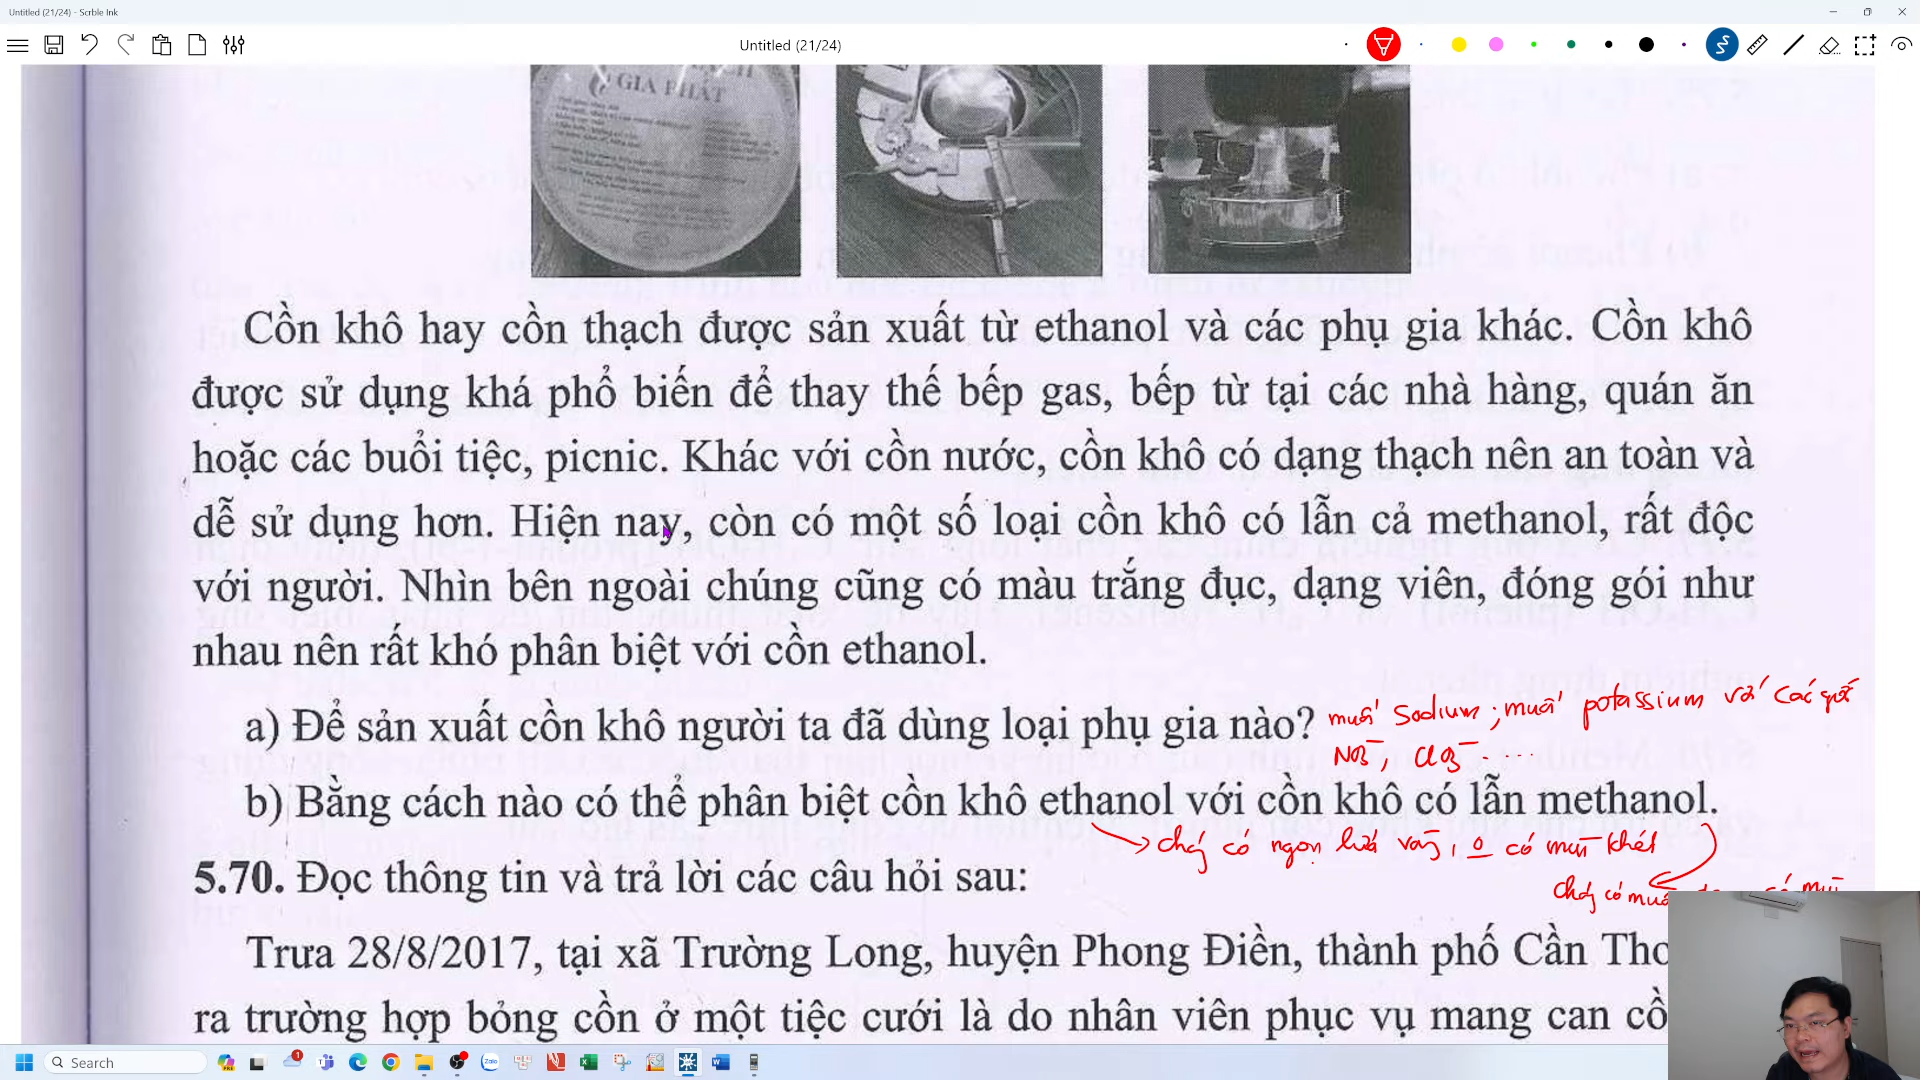 Untitled (21/24) - Scrble Ink
Untitled (21/24)
GIA PHÁT
Cồn khô hay cồn thạch được sản xuất từ ethanol và các phụ gia khác. Cồn khô
được sử dụng khá phổ biến để thay thế bếp gas, bếp từ tại các nhà hàng, quán ăn
hoặc các buổi tiệc, picnic. Khác với cồn nước, cồn khô có dạng thạch nên an toàn và
dễ sử dụng hơn. Hiện nay, còn có một số loại cồn khô có lẫn cả methanol, rất độc
với người. Nhìn bên ngoài chúng cũng có màu trắng đục, dạng viên, đóng gói như
nhau nên rất khó phân biệt với cồn ethanol.
a) Để sản xuất cồn khô người ta đã dùng loại phụ gia nào? muối Sodium; muối potassium với các gốc
NO3-, ClO3- ...
b) Bằng cách nào có thể phân biệt cồn khô ethanol với cồn khô có lẫn methanol.
cháy có ngọn lửa vàng, o có mùi khét
cháy có
5.70. Đọc thông tin và trả lời các câu hỏi sau:
Trưa 28/8/2017, tại xã Trường Long, huyện Phong Điền, thành phố Cần Thơ
ra trường hợp bỏng cồn ở một tiệc cưới là do nhân viên phục vụ mang can cồ
Search